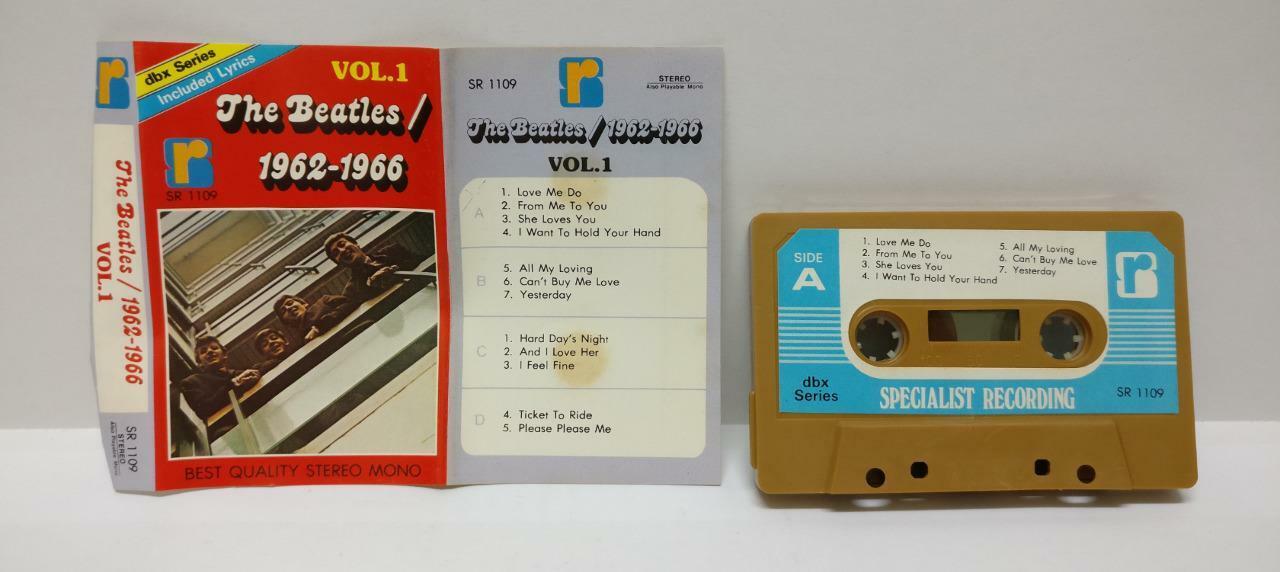 r
The Beatles / 1962-1966
VOL.1
SR 1109
STEREO
Also Playable Mono
dbx Series
Included Lyrics
VOL.1
The Beatles /
1962-1966
r
SR 1109
BEST QUALITY STEREO MONO
SR 1109
r
STEREO
Also Playable Mono
The Beatles / 1962-1966
VOL.1
A
1. Love Me Do
2. From Me To You
3. She Loves You
4. I Want To Hold Your Hand
B
5. All My Loving
6. Can't Buy Me Love
7. Yesterday
C
1. Hard Day's Night
2. And I Love Her
3. I Feel Fine
D
4. Ticket To Ride
5. Please Please Me
SIDE
A
1. Love Me Do
2. From Me To You
3. She Loves You
4. I Want To Hold Your Hand
5. All My Loving
6. Can't Buy Me Love
7. Yesterday
r
dbx
Series
SPECIALIST RECORDING
SR 1109